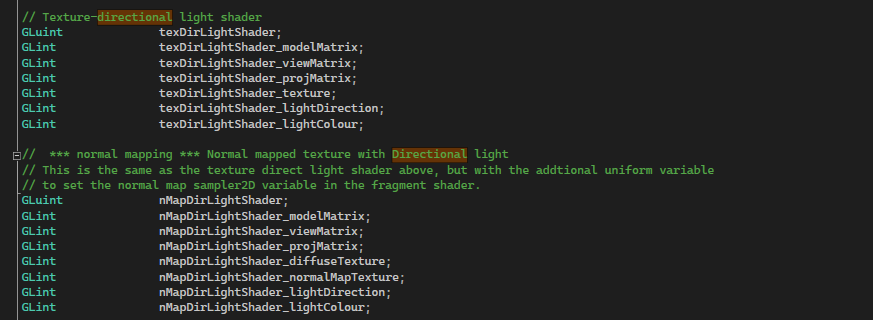 // Texture-directional light shader
GLuint texDirLightShader;
GLint texDirLightShader_modelMatrix;
GLint texDirLightShader_viewMatrix;
GLint texDirLightShader_projMatrix;
GLint texDirLightShader_texture;
GLint texDirLightShader_lightDirection;
GLint texDirLightShader_lightColour;
// *** normal mapping *** Normal mapped texture with Directional light
// This is the same as the texture direct light shader above, but with the addtional uniform variable
// to set the normal map sampler2D variable in the fragment shader.
GLuint nMapDirLightShader;
GLint nMapDirLightShader_modelMatrix;
GLint nMapDirLightShader_viewMatrix;
GLint nMapDirLightShader_projMatrix;
GLint nMapDirLightShader_diffuseTexture;
GLint nMapDirLightShader_normalMapTexture;
GLint nMapDirLightShader_lightDirection;
GLint nMapDirLightShader_lightColour;